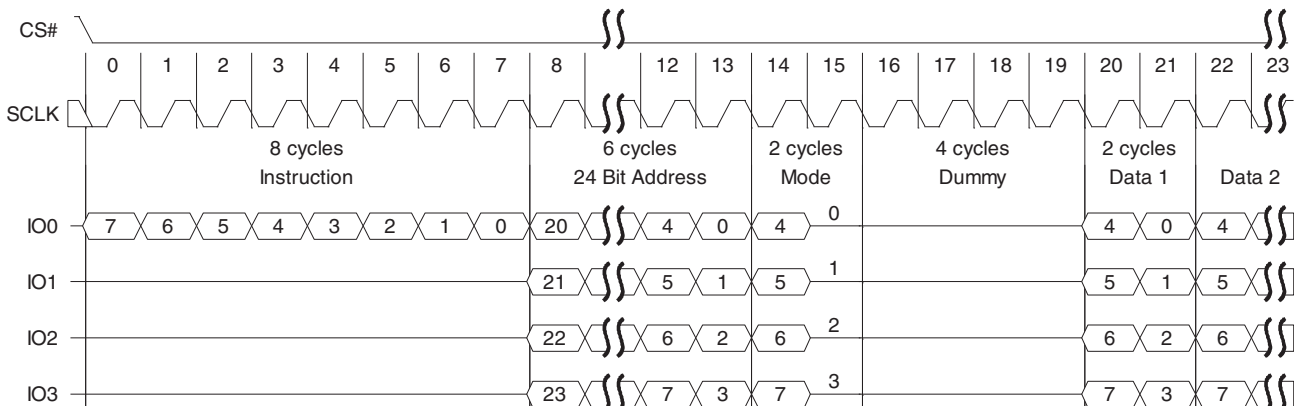 CS#
0 1 2 3 4 5 6 7 8 12 13 14 15 16 17 18 19 20 21 22 23
SCLK
8 cycles 6 cycles 2 cycles 4 cycles 2 cycles
Instruction 24 Bit Address Mode Dummy Data 1 Data 2
IO0 7 6 5 4 3 2 1 0 20 4 0 4 0 4 0 4
IO1 21 5 1 5 1 5 1 5
IO2 22 6 2 6 2 6 2 6
IO3 23 7 3 7 3 7 3 7